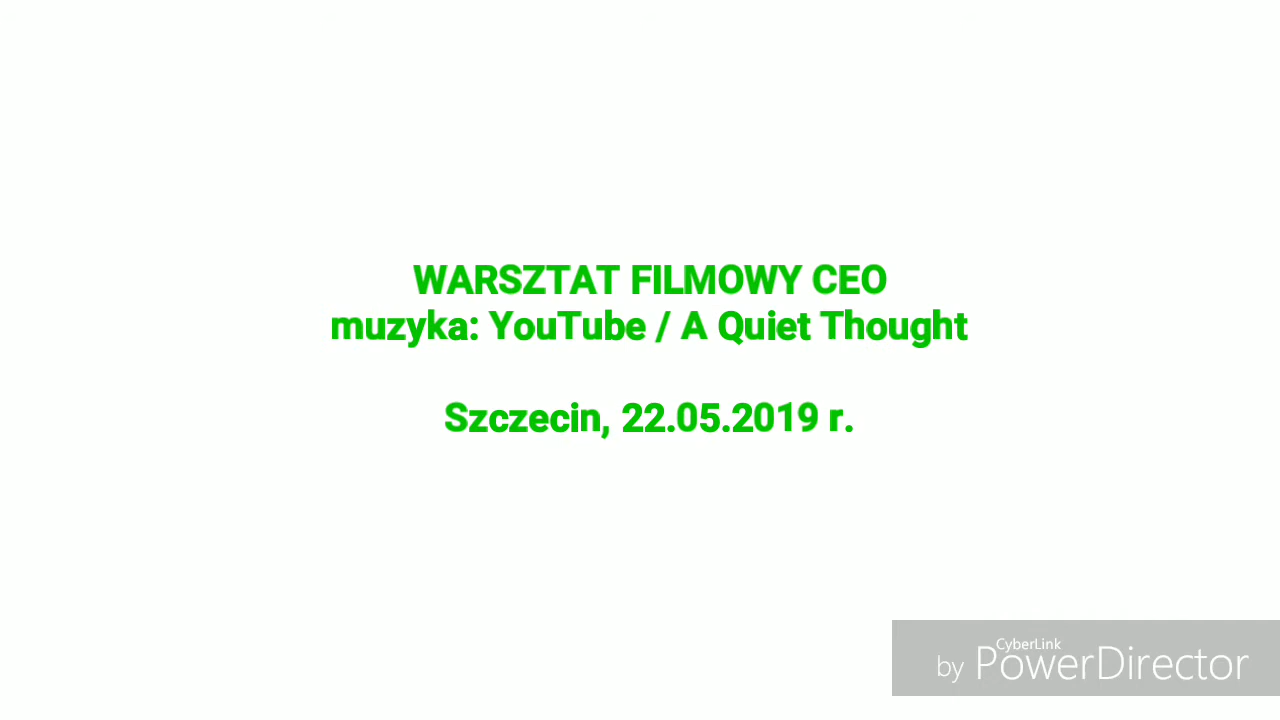 WARSZTAT FILMOWY CEO
muzyka: YouTube / A Quiet Thought
Szczecin, 22.05.2019 r.
CyberLink
by PowerDirector